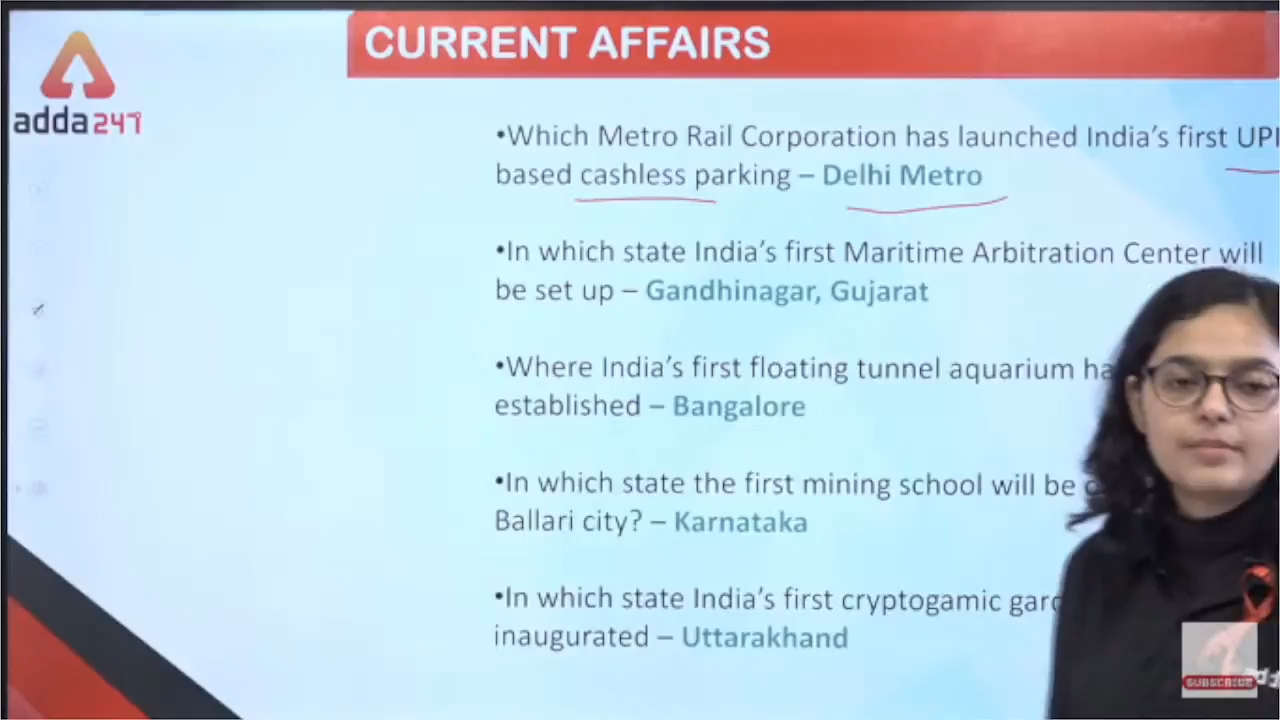 CURRENT AFFAIRS
adda247
•Which Metro Rail Corporation has launched India's first UPI
based cashless parking – Delhi Metro
•In which state India's first Maritime Arbitration Center will
be set up – Gandhinagar, Gujarat
•Where India's first floating tunnel aquarium
established – Bangalore
•In which state the first mining school will be
Ballari city? – Karnataka
•In which state India's first cryptogamic
inaugurated – Uttarakhand
SUBSCRIBE